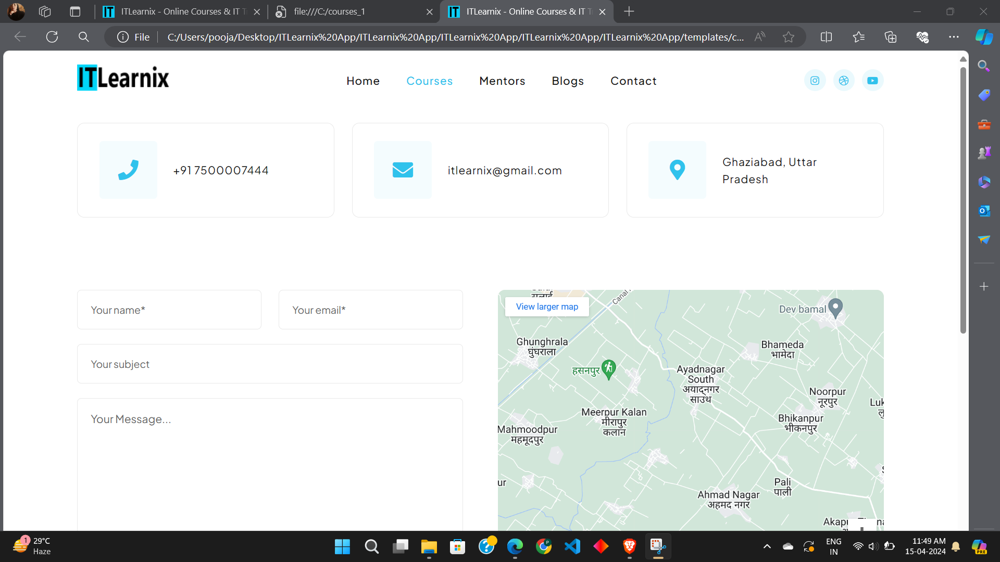 ITLearnix - Online Courses & IT T
file:///C:/courses_1
ITLearnix - Online Courses & IT T
File
C:/Users/pooja/Desktop/ITLearnix%20App/ITLearnix%20App/ITLearnix%20App/ITLearnix%20App/ITLearnix%20App/templates/c...
ITLearnix
Home
Courses
Mentors
Blogs
Contact
+91 7500007444
itlearnix@gmail.com
Ghaziabad, Uttar
Pradesh
Your name*
Your email*
Your subject
Your Message...
View larger map
Canal
Dev bamal
Ghunghrala
घुंघराला
Bhameda
भामेदा
हसनपुर
Ayadnagar
South
अयादनगर
साउथ
Noorpur
नूरपुर
Luk
लु
Meerpur Kalan
मीरापुर
कलान
Bhikanpur
भीकनपुर
Mahmoodpur
महमूदपुर
ur
Pali
पाली
Ahmad Nagar
अहमद नगर
Akapu
29°C
Haze
1
ENG
IN
11:49 AM
15-04-2024
PRE